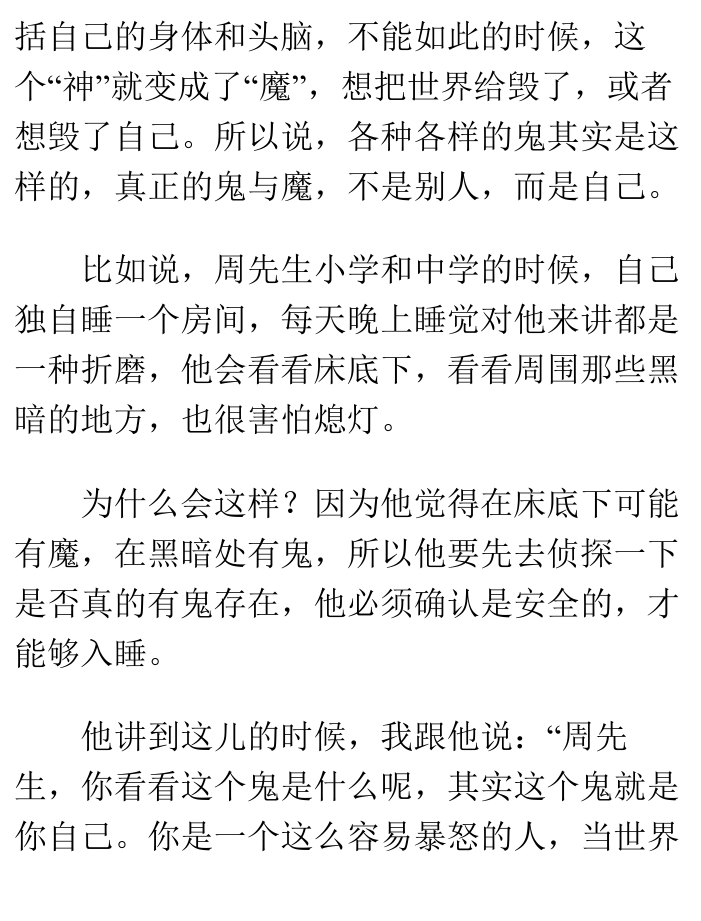 括自己的身体和头脑，不能如此的时候，这
个“神”就变成了“魔”，想把世界给毁了，或者
想毁了自己。所以说，各种各样的鬼其实是这
样的，真正的鬼与魔，不是别人，而是自己。
比如说，周先生小学和中学的时候，自己
独自睡一个房间，每天晚上睡觉对他来讲都是
一种折磨，他会看看床底下，看看周围那些黑
暗的地方，也很害怕熄灯。
为什么会这样？因为他觉得在床底下可能
有魔，在黑暗处有鬼，所以他要先去侦探一下
是否真的有鬼存在，他必须确认是安全的，才
能够入睡。
他讲到这儿的时候，我跟他说：“周先
生，你看看这个鬼是什么呢，其实这个鬼就是
你自己。你是一个这么容易暴怒的人，当世界